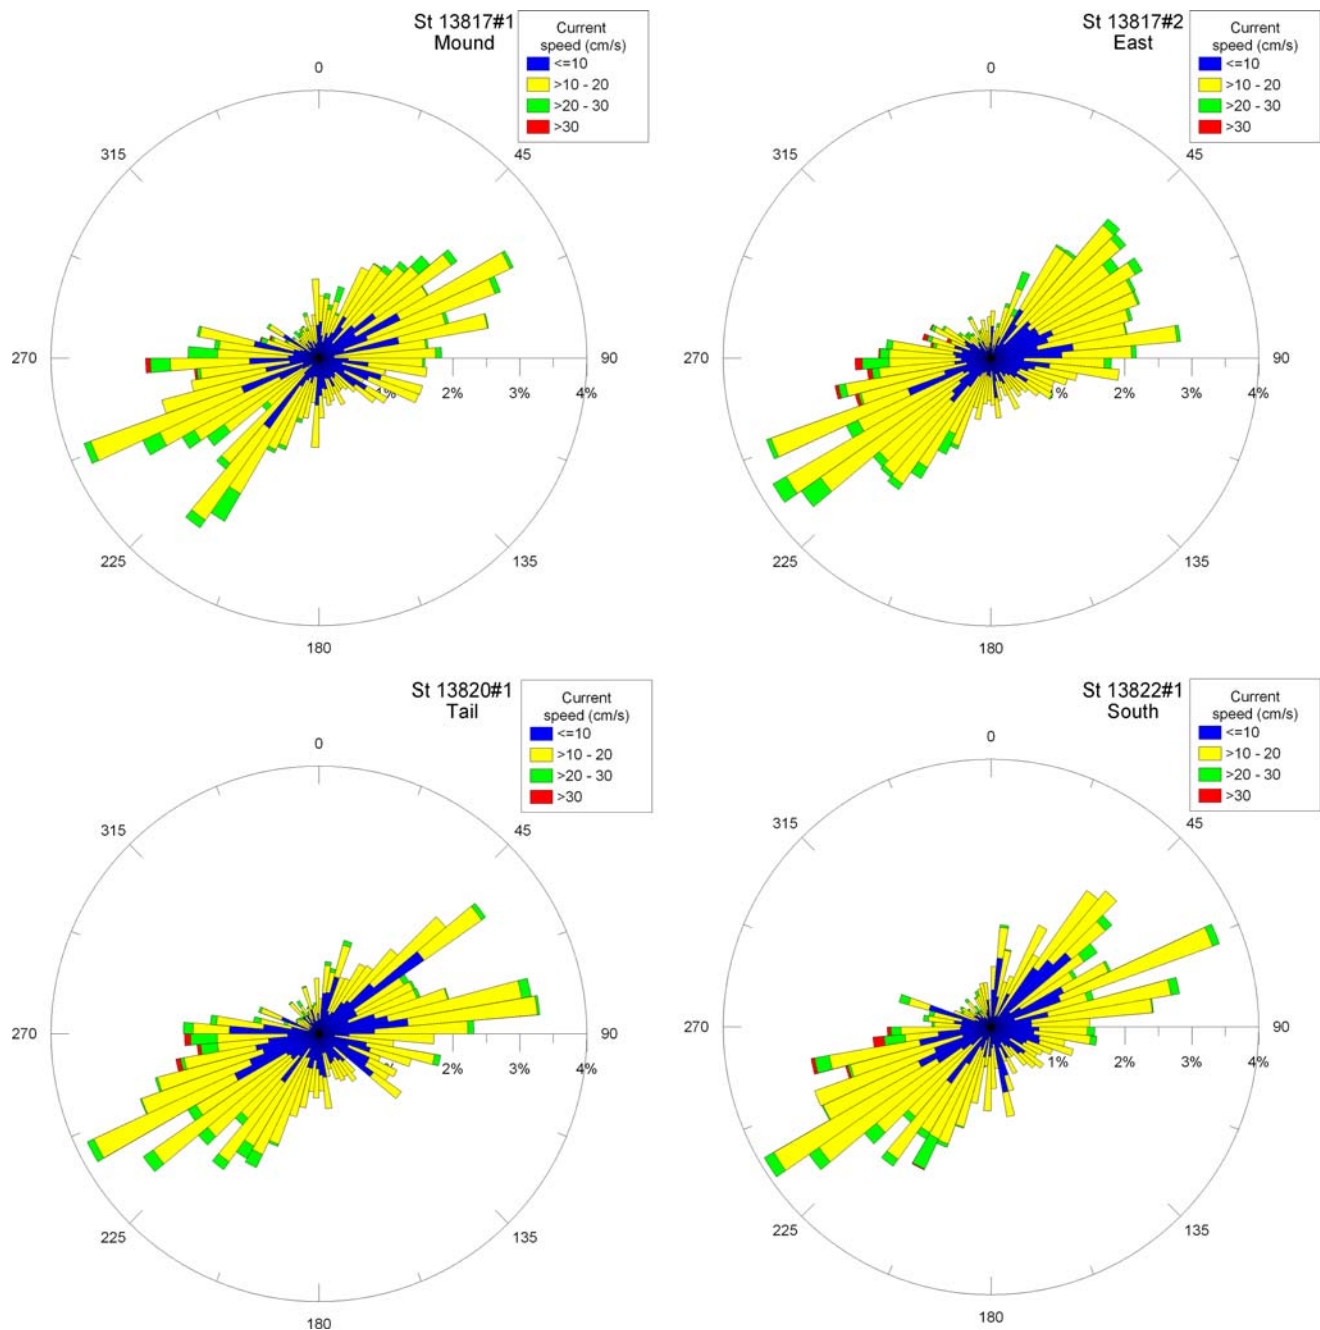 St 13817#1
Mound
Current
speed (cm/s)
<=10
>10 - 20
>20 - 30
>30
0
45
90
135
180
225
270
315
2%
3%
4%
St 13817#2
East
Current
speed (cm/s)
<=10
>10 - 20
>20 - 30
>30
0
45
90
135
180
225
270
315
2%
3%
4%
St 13820#1
Tail
Current
speed (cm/s)
<=10
>10 - 20
>20 - 30
>30
0
45
90
135
180
225
270
315
2%
3%
4%
St 13822#1
South
Current
speed (cm/s)
<=10
>10 - 20
>20 - 30
>30
0
45
90
135
180
225
270
315
1%
2%
3%
4%